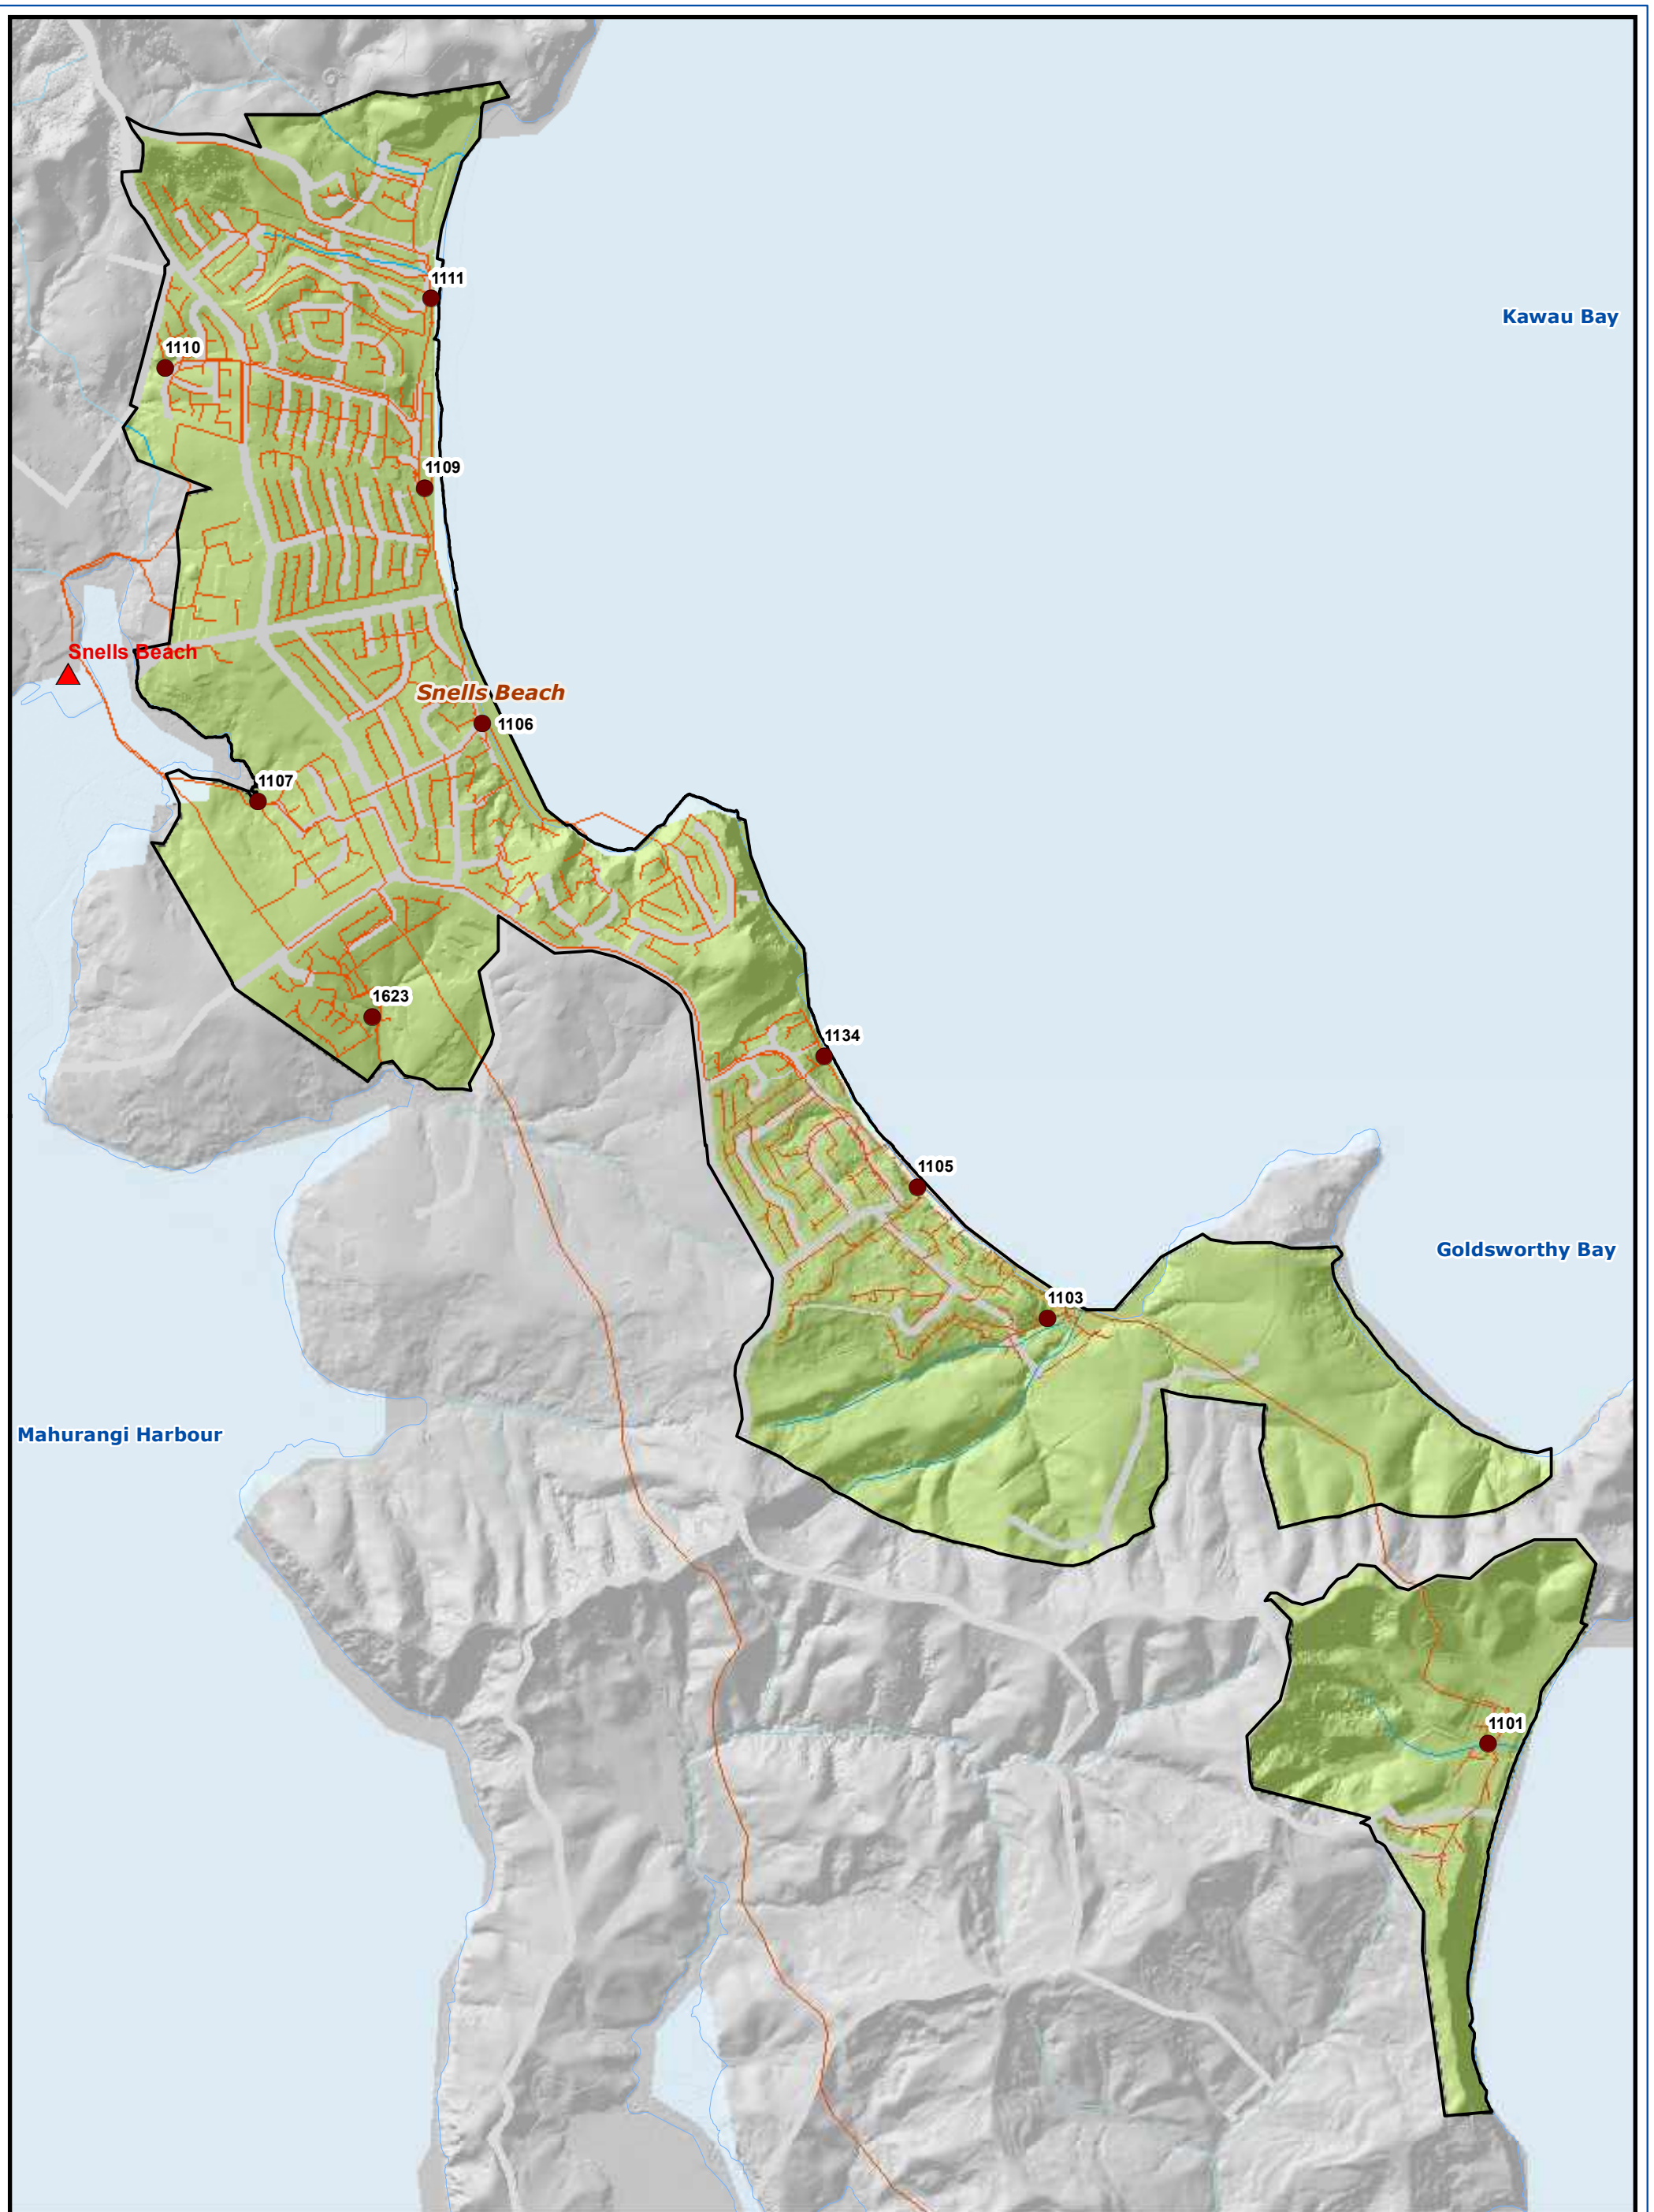 1111
Kawau Bay
1110
1109
Snells Beach
Snells Beach
1106
1107
1623
1134
1105
Goldsworthy Bay
1103
Mahurangi Harbour
1101